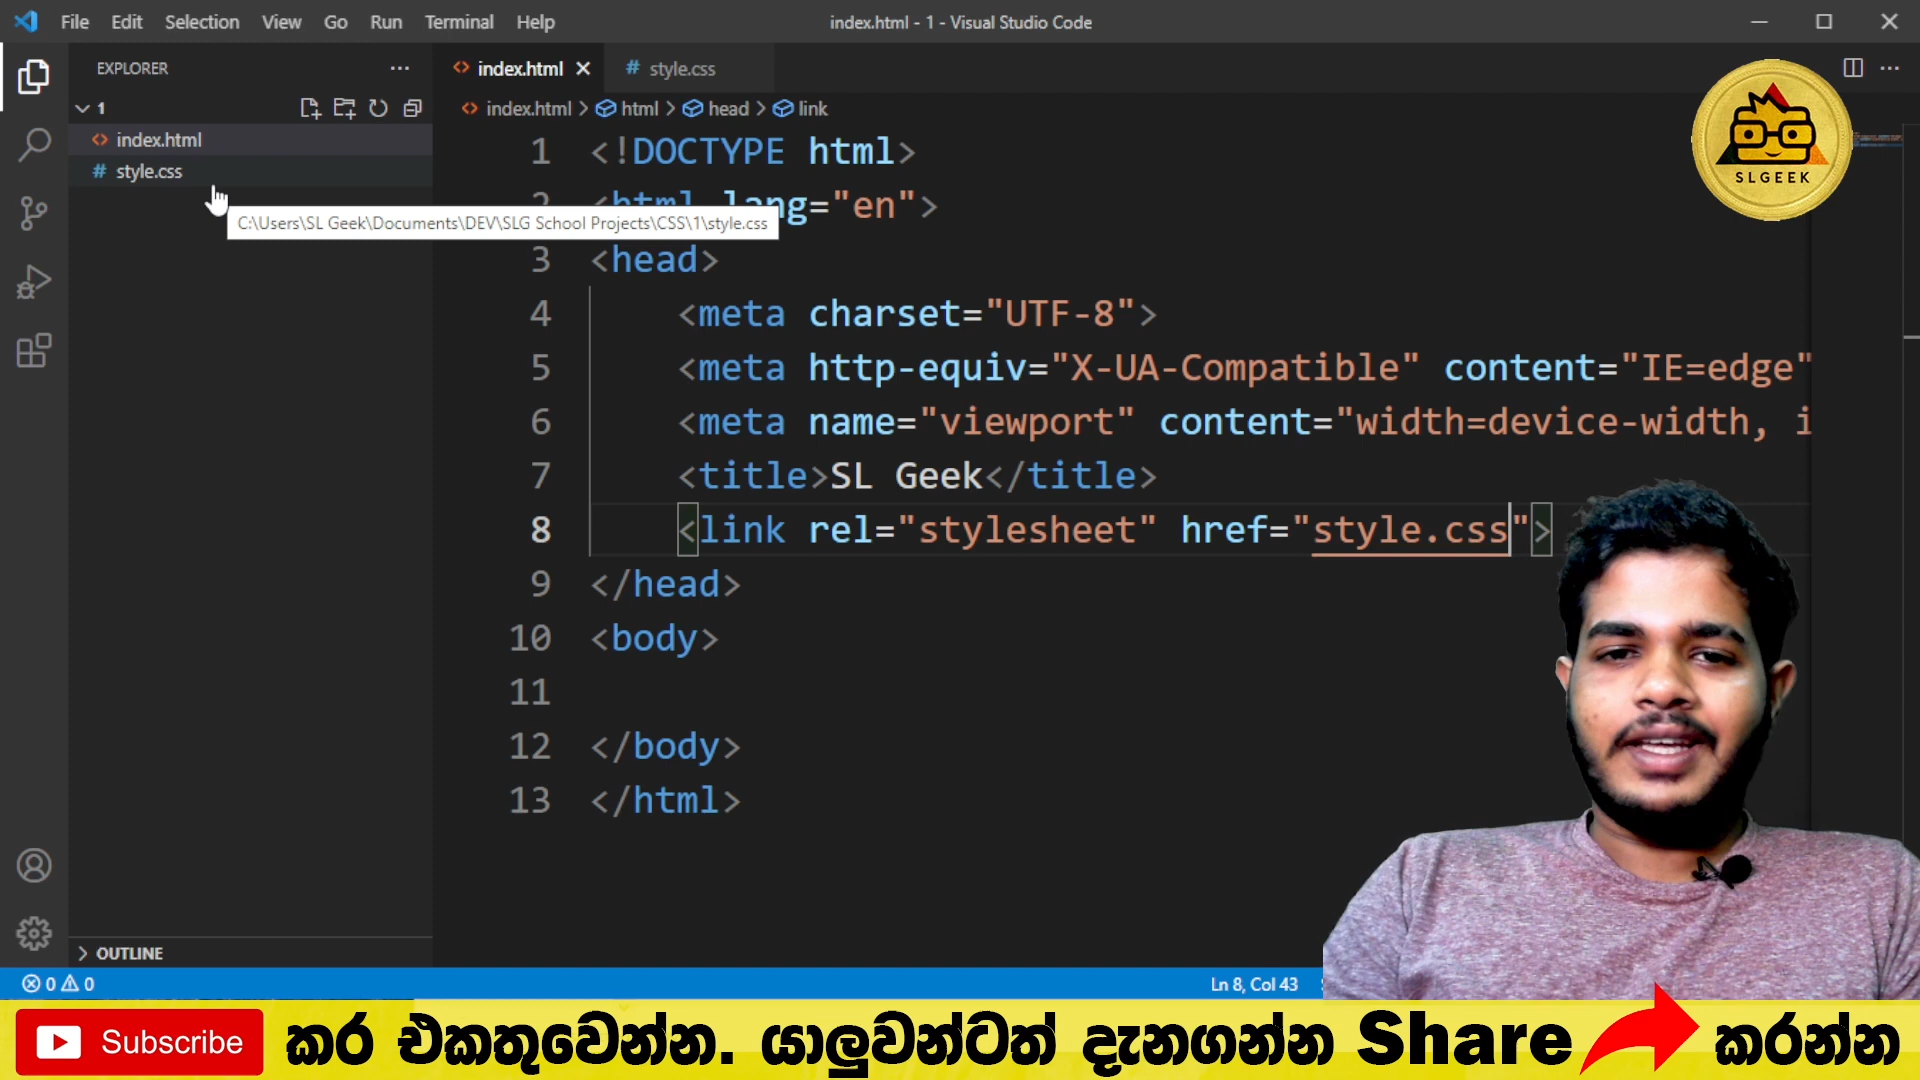 File Edit Selection View Go Run Terminal Help
index.html - 1 - Visual Studio Code
EXPLORER
1
index.html
style.css
index.html
style.css
index.html > html > head > link
C:\Users\SL Geek\Documents\DEV\SLG School Projects\CSS\1\style.css
1 <!DOCTYPE html>
2 <html lang="en">
3 <head>
4 <meta charset="UTF-8">
5 <meta http-equiv="X-UA-Compatible" content="IE=edge"
6 <meta name="viewport" content="width=device-width, i
7 <title>SL Geek</title>
8 <link rel="stylesheet" href="style.css">
9 </head>
10 <body>
11
12 </body>
13 </html>
SLGEEK
OUTLINE
0 0
Ln 8, Col 43
Subscribe කර එකතුවෙන්න. යාලුවන්ටත් දැනගන්න Share කරන්න